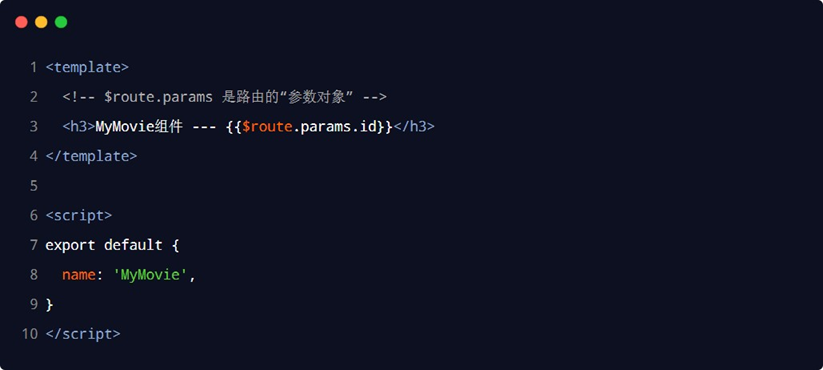 1 <template>
2   <!-- $route.params 是路由的“参数对象” -->
3   <h3>MyMovie组件 --- {{$route.params.id}}</h3>
4 </template>
5
6 <script>
7 export default {
8   name: 'MyMovie',
9 }
10 </script>